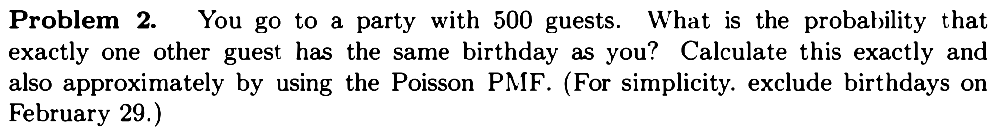 Problem 2. You go to a party with 500 guests. What is the probability that
exactly one other guest has the same birthday as you? Calculate this exactly and
also approximately by using the Poisson PMF. (For simplicity. exclude birthdays on
February 29.)